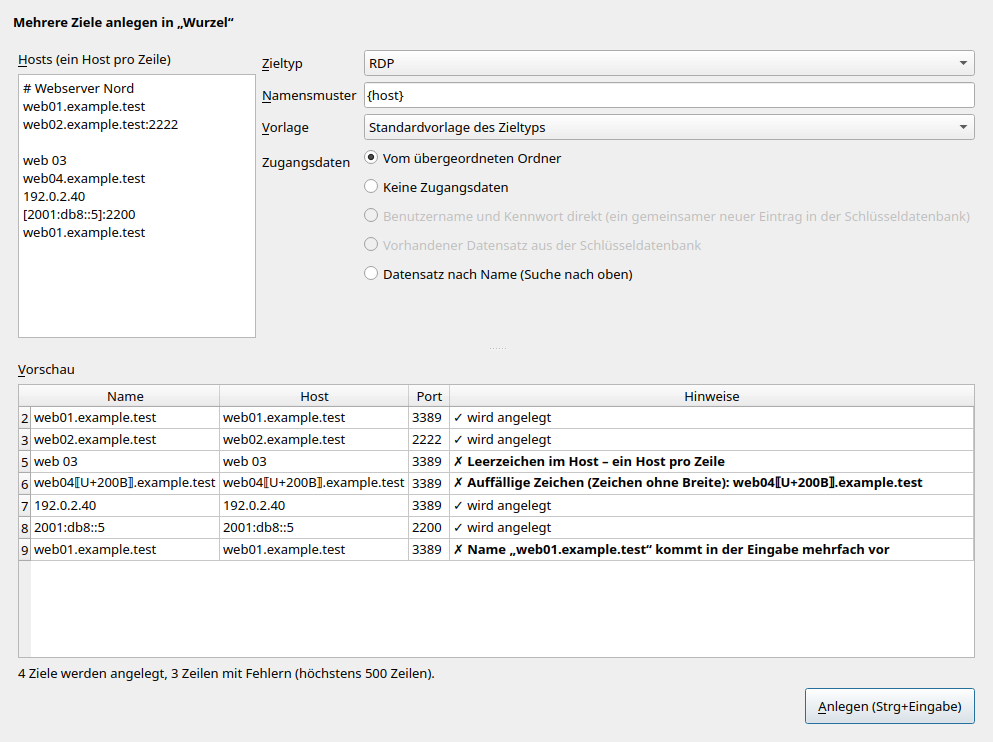 Mehrere Ziele anlegen in „Wurzel“
Hosts (ein Host pro Zeile)
# Webserver Nord
web01.example.test
web02.example.test:2222
web 03
web04.example.test
192.0.2.40
[2001:db8::5]:2200
web01.example.test
Zieltyp RDP
Namensmuster {host}
Vorlage Standardvorlage des Zieltyps
Zugangsdaten Vom übergeordneten Ordner
Keine Zugangsdaten
Benutzername und Kennwort direkt (ein gemeinsamer neuer Eintrag in der Schlüsseldatenbank)
Vorhandener Datensatz aus der Schlüsseldatenbank
Datensatz nach Name (Suche nach oben)
Vorschau
Name Host Port Hinweise
2 web01.example.test web01.example.test 3389 ✓ wird angelegt
3 web02.example.test web02.example.test 2222 ✓ wird angelegt
5 web 03 web 03 3389 ✗ Leerzeichen im Host – ein Host pro Zeile
6 web04⟦U+200B⟧.example.test web04⟦U+200B⟧.example.test 3389 ✗ Auffällige Zeichen (Zeichen ohne Breite): web04⟦U+200B⟧.example.test
7 192.0.2.40 192.0.2.40 3389 ✓ wird angelegt
8 2001:db8::5 2001:db8::5 2200 ✓ wird angelegt
9 web01.example.test web01.example.test 3389 ✗ Name „web01.example.test“ kommt in der Eingabe mehrfach vor
4 Ziele werden angelegt, 3 Zeilen mit Fehlern (höchstens 500 Zeilen).
Anlegen (Strg+Eingabe)